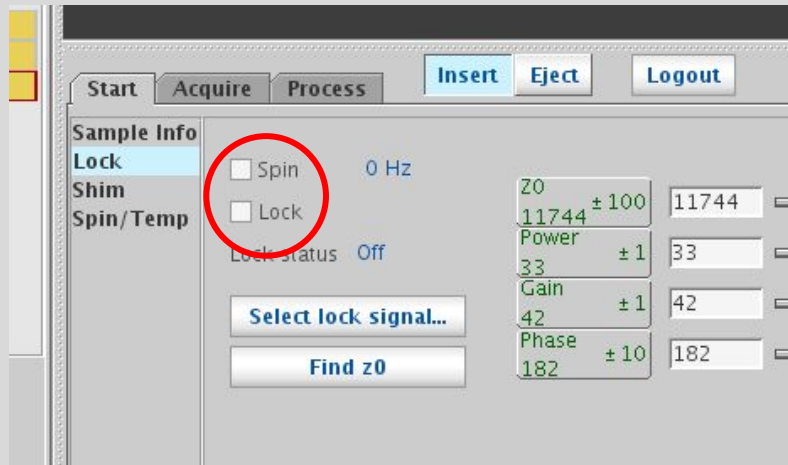 Start Acquire Process Insert Eject Logout
Sample Info
Lock
Shim
Spin/Temp
Spin 0 Hz
Lock
Lock status Off
Select lock signal...
Find z0
Z0
11744 ± 100 11744
Power
33 ± 1 33
Gain
42 ± 1 42
Phase
182 ± 10 182